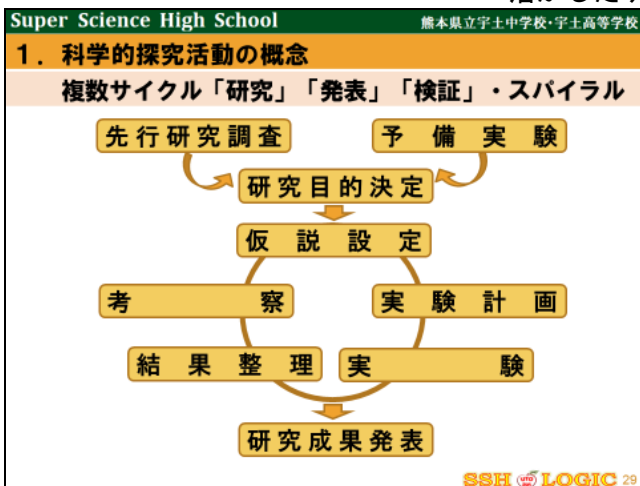 Super Science High School 熊本県立宇土中学校・宇土高等学校
1．科学的探究活動の概念
複数サイクル「研究」「発表」「検証」・スパイラル
先行研究調査 予備実験
研究目的決定
仮説設定
考察 実験計画
結果整理 実験
研究成果発表
SSH LOGIC 29